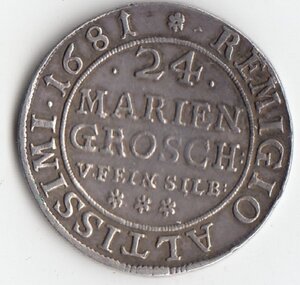 REMIGIO ALTISSIMI . 1681
· 24 ·
MARIEN
GROSCH:
V·FEIN SILB: